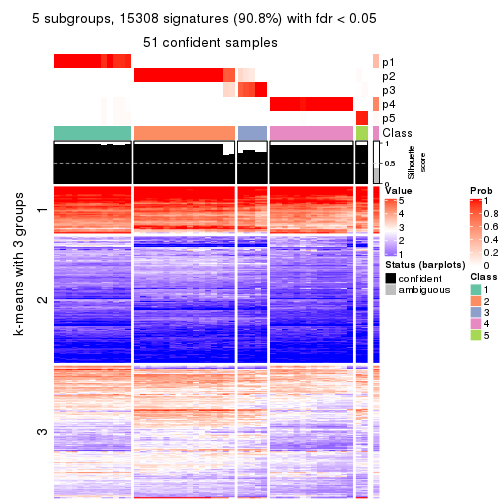 5 subgroups, 15308 signatures (90.8%) with fdr < 0.05
51 confident samples
p1
p2
p3
p4
p5
Class
1
0.5
0
Silhouette
score
k-means with 3 groups
1
2
3
Value
5
4
3
2
1
Status (barplots)
confident
ambiguous
Prob
1
0.8
0.6
0.4
0.2
0
Class
1
2
3
4
5